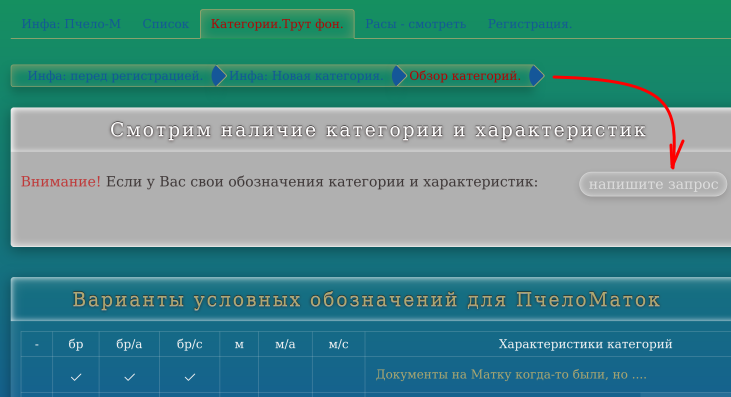 Инфа: Пчело-М Список Категории.Трут фон. Расы - смотреть Регистрация.
Инфа: перед регистрацией. Инфа: Новая категория. Обзор категорий.
Смотрим наличие категории и характеристик
Внимание! Если у Вас свои обозначения категории и характеристик: напишите запрос
Варианты условных обозначений для ПчелоМаток
- бр бр/а бр/с м м/а м/с Характеристики категорий
✓ ✓ ✓ Документы на Матку когда-то были, но ....